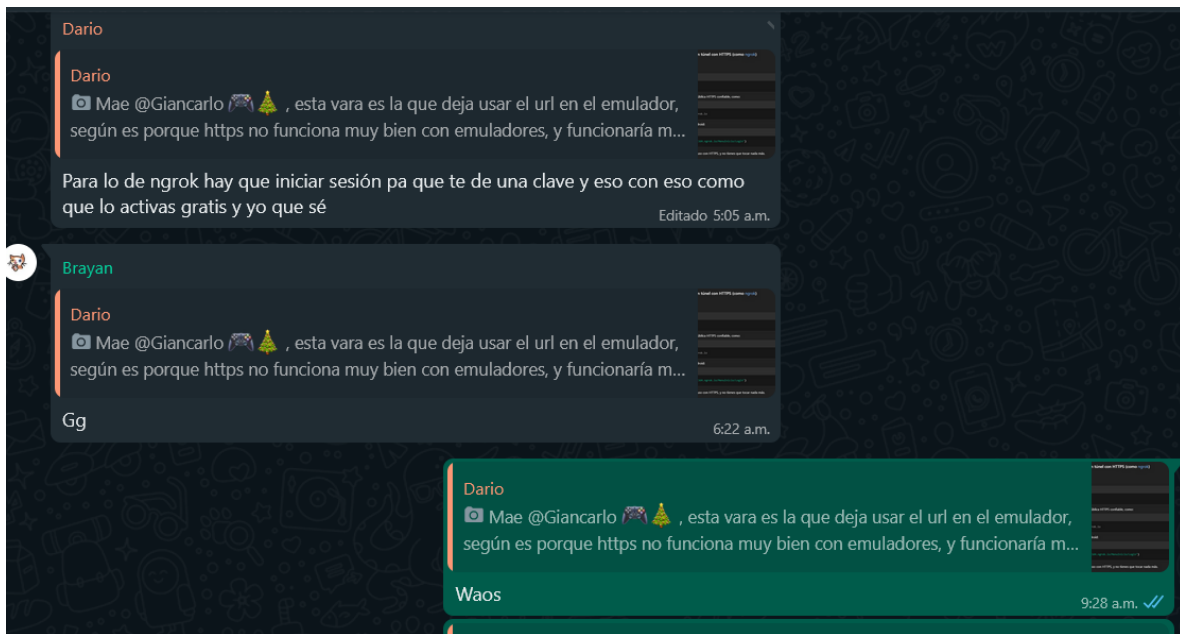 Dario
Dario
📷 Mae @Giancarlo 🎮🎄 , esta vara es la que deja usar el url en el emulador,
según es porque https no funciona muy bien con emuladores, y funcionaría m...
Para lo de ngrok hay que iniciar sesión pa que te de una clave y eso con eso como
que lo activas gratis y yo que sé
Editado 5:05 a.m.
Brayan
Dario
📷 Mae @Giancarlo 🎮🎄 , esta vara es la que deja usar el url en el emulador,
según es porque https no funciona muy bien con emuladores, y funcionaría m...
Gg
6:22 a.m.
Dario
📷 Mae @Giancarlo 🎮🎄 , esta vara es la que deja usar el url en el emulador,
según es porque https no funciona muy bien con emuladores, y funcionaría m...
Waos
9:28 a.m.